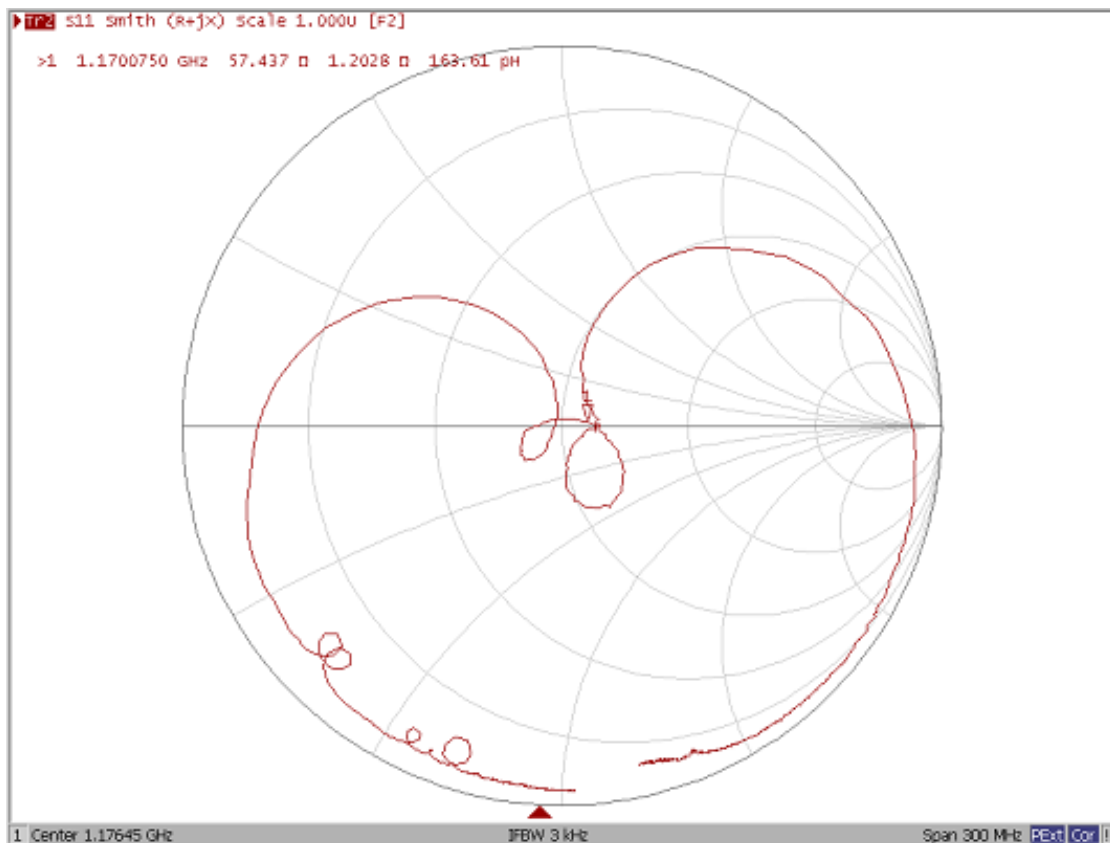 Tr2 S11 Smith (R+jX) Scale 1.000U [F2]
>1 1.1700750 GHz 57.437 Ω 1.2028 Ω 163.61 pH
1 Center 1.17645 GHz IFBW 3 kHz Span 300 MHz PExt Cor !